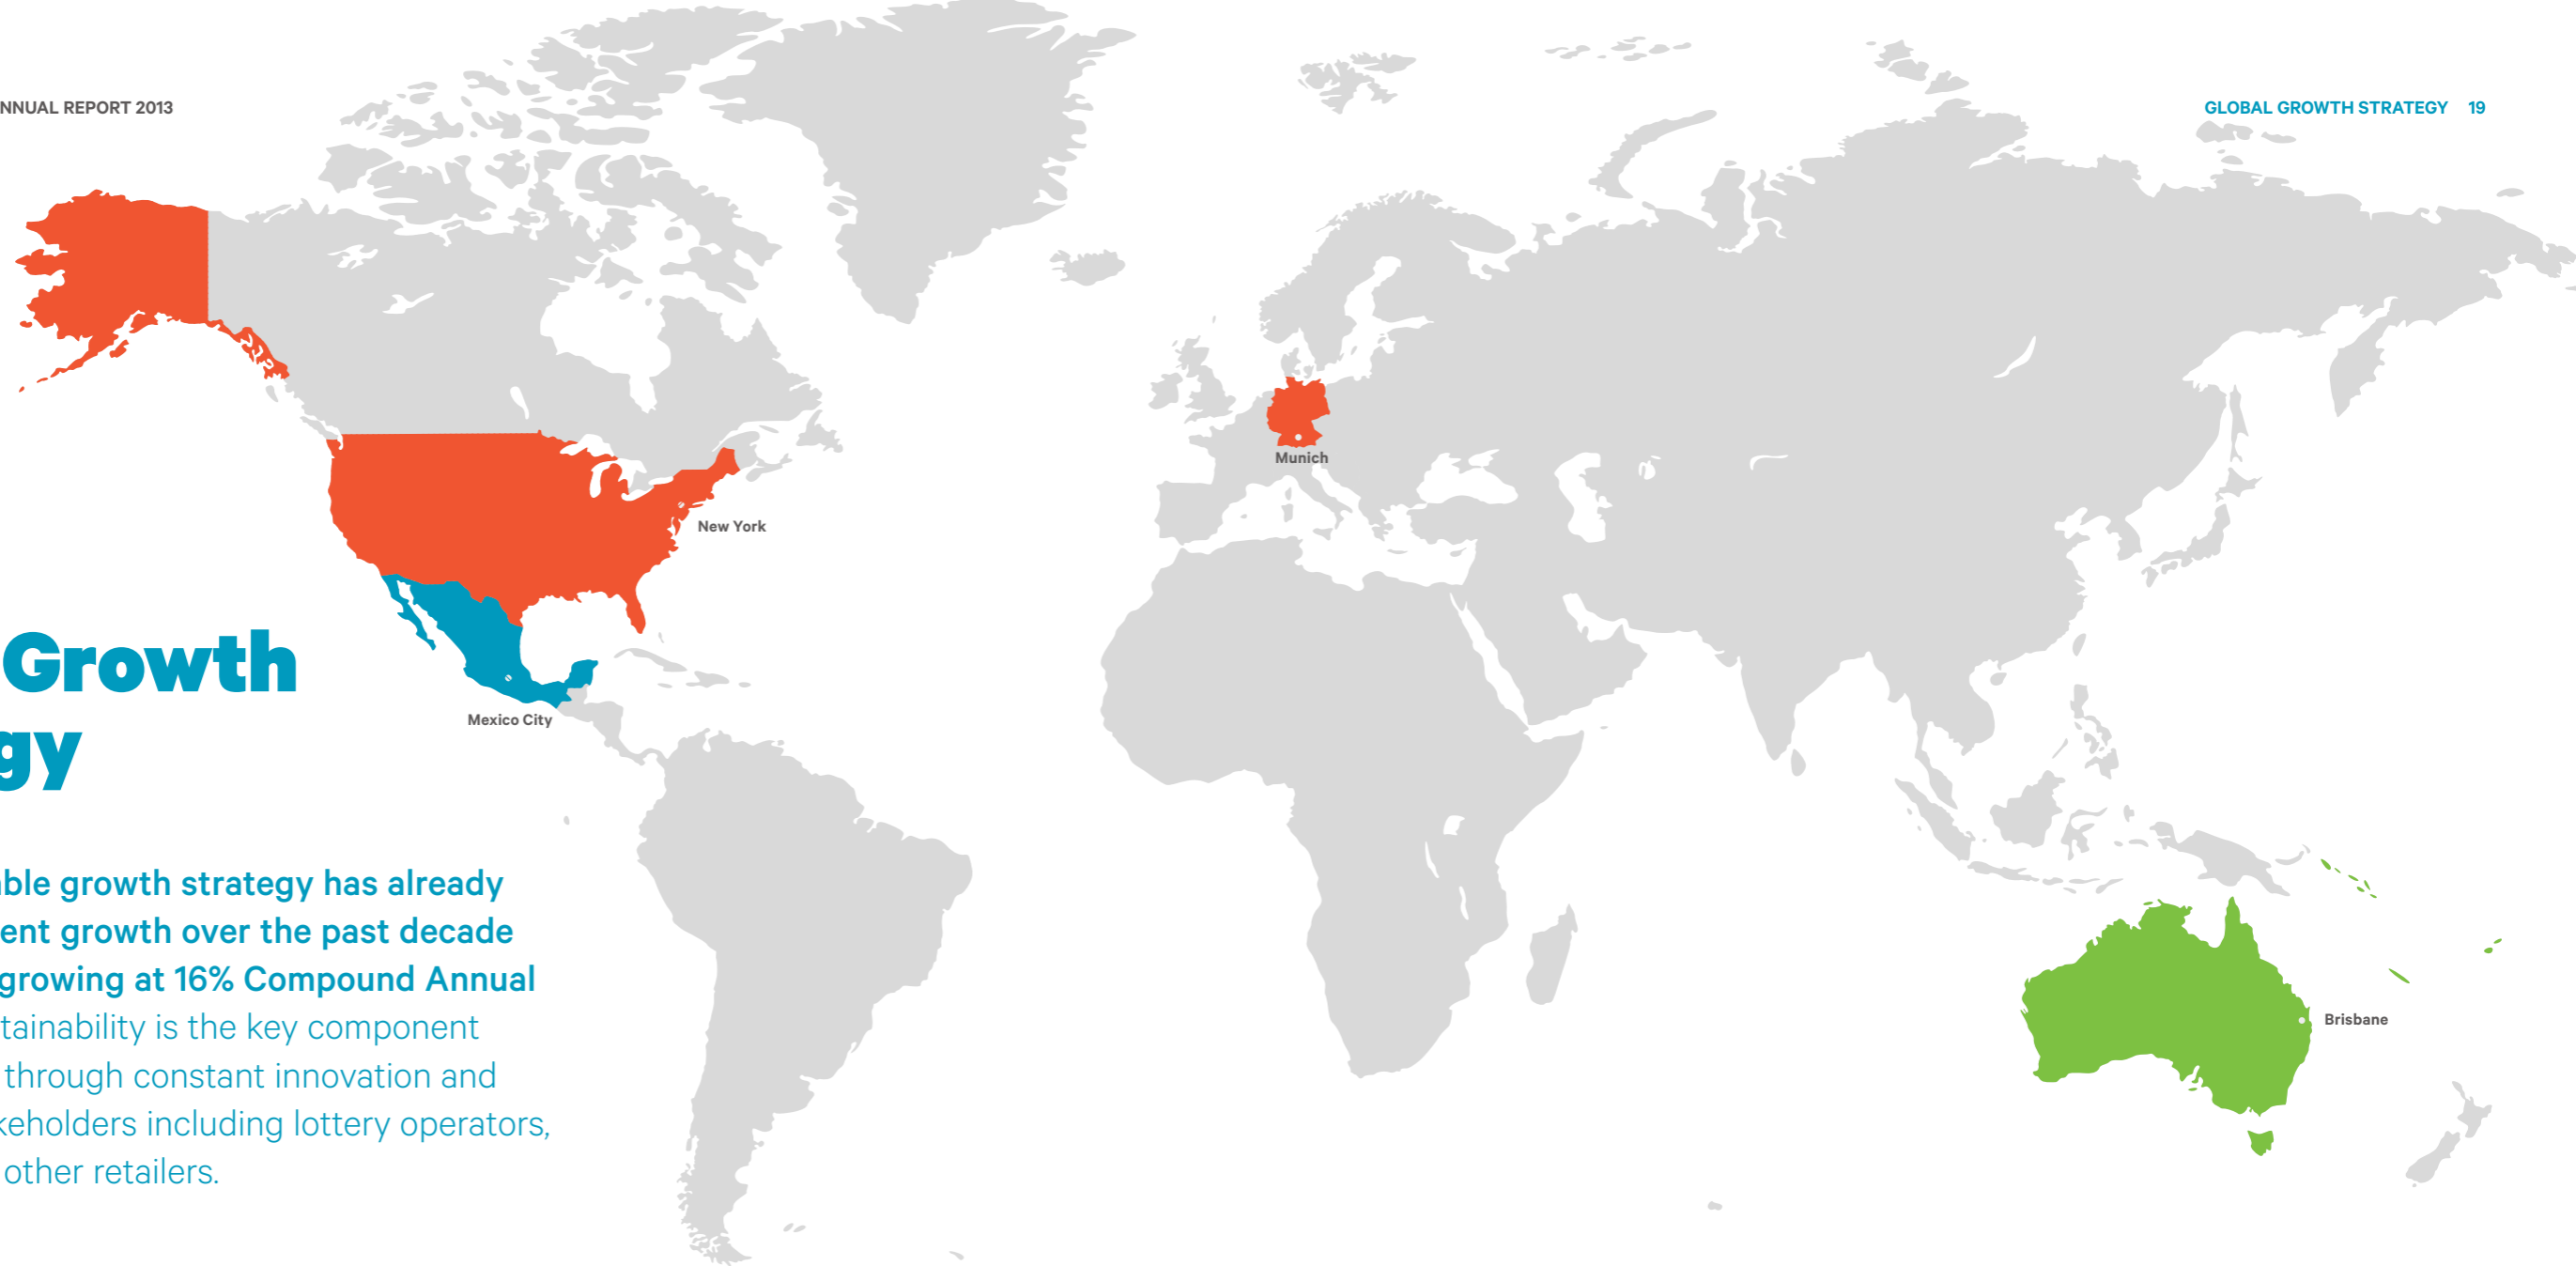 NNUAL REPORT 2013
GLOBAL GROWTH STRATEGY 19
Munich
New York
Growth
gy
Mexico City
able growth strategy has already
ent growth over the past decade
growing at 16% Compound Annual
tainability is the key component
through constant innovation and
keholders including lottery operators,
other retailers.
Brisbane